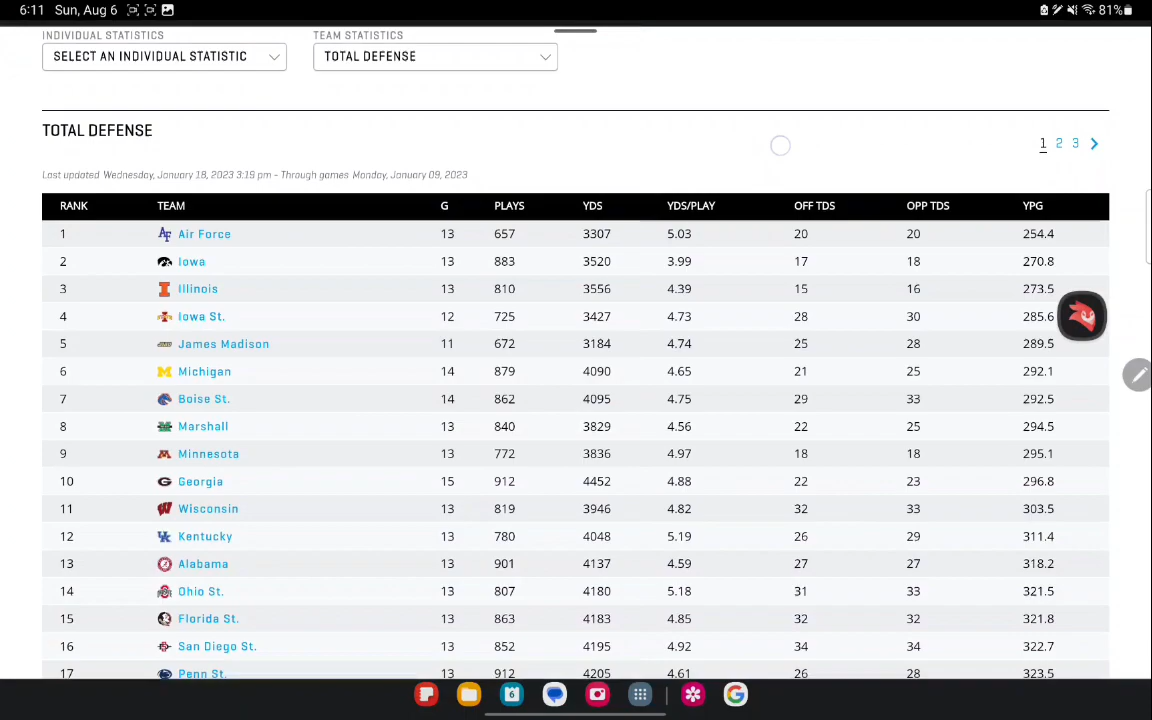 6:11 Sun, Aug 6 81%
INDIVIDUAL STATISTICS TEAM STATISTICS
SELECT AN INDIVIDUAL STATISTIC TOTAL DEFENSE
TOTAL DEFENSE
1 2 3
Last updated Wednesday, January 18, 2023 3:19 pm - Through games Monday, January 09, 2023
RANK TEAM G PLAYS YDS YDS/PLAY OFF TDS OPP TDS YPG
1 Air Force 13 657 3307 5.03 20 20 254.4
2 Iowa 13 883 3520 3.99 17 18 270.8
3 Illinois 13 810 3556 4.39 15 16 273.5
4 Iowa St. 12 725 3427 4.73 28 30 285.6
5 James Madison 11 672 3184 4.74 25 28 289.5
6 Michigan 14 879 4090 4.65 21 25 292.1
7 Boise St. 14 862 4095 4.75 29 33 292.5
8 Marshall 13 840 3829 4.56 22 25 294.5
9 Minnesota 13 772 3836 4.97 18 18 295.1
10 Georgia 15 912 4452 4.88 22 23 296.8
11 Wisconsin 13 819 3946 4.82 32 33 303.5
12 Kentucky 13 780 4048 5.19 26 29 311.4
13 Alabama 13 901 4137 4.59 27 27 318.2
14 Ohio St. 13 807 4180 5.18 31 33 321.5
15 Florida St. 13 863 4183 4.85 32 32 321.8
16 San Diego St. 13 852 4195 4.92 34 34 322.7
17 Penn St. 13 912 4205 4.61 26 28 323.5
6